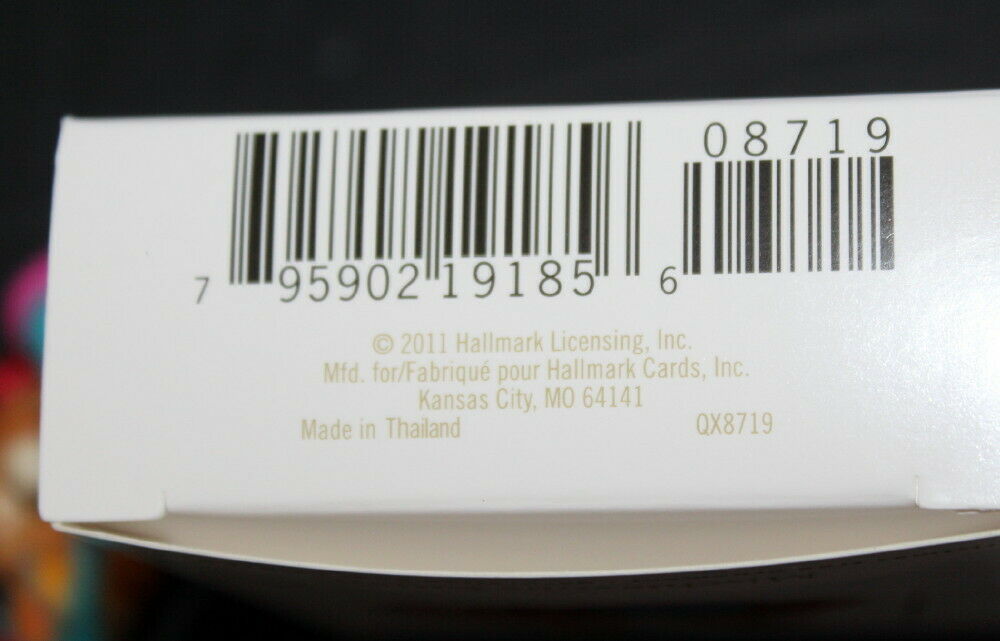 08719
7 95902 19185 6
© 2011 Hallmark Licensing, Inc.
Mfd. for/Fabriqué pour Hallmark Cards, Inc.
Kansas City, MO 64141
Made in Thailand QX8719